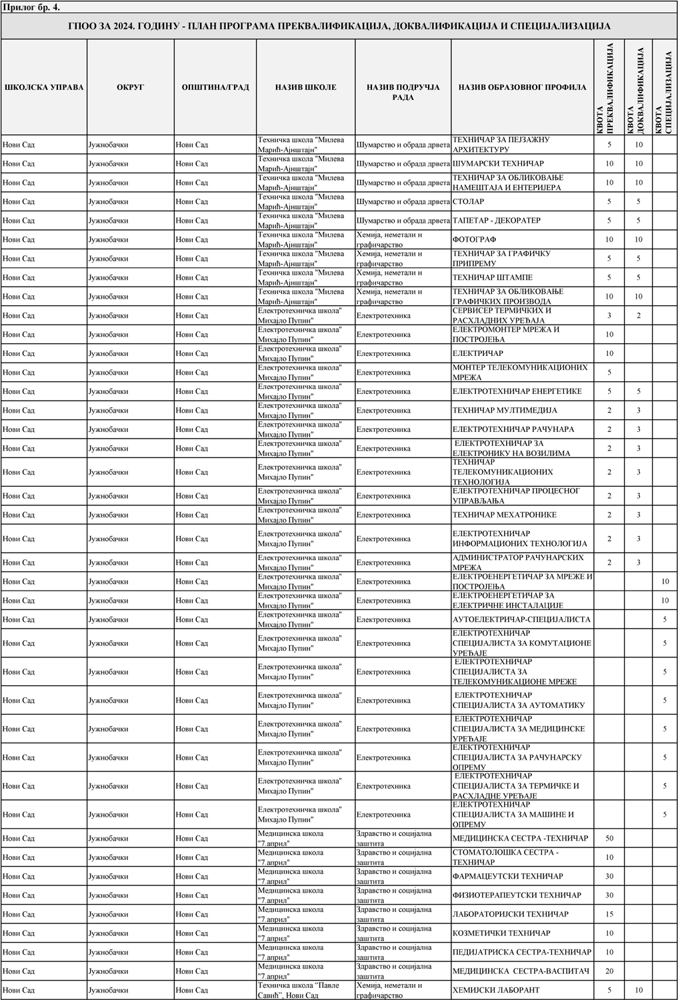 Прилог бр. 4.
ГПОО ЗА 2024. ГОДИНУ - ПЛАН ПРОГРАМА ПРЕКВАЛИФИКАЦИЈА, ДОКВАЛИФИКАЦИЈА И СПЕЦИЈАЛИЗАЦИЈА
ШКОЛСКА УПРАВА ОКРУГ ОПШТИНА/ГРАД НАЗИВ ШКОЛЕ НАЗИВ ПОДРУЧЈА РАДА НАЗИВ ОБРАЗОВНОГ ПРОФИЛА КВОТА ПРЕКВАЛИФИКАЦИЈА КВОТА ДОКВАЛИФИКАЦИЈА КВОТА СПЕЦИЈАЛИЗАЦИЈА
Нови Сад Јужнобачки Нови Сад Техничка школа "Милева Марић-Ајнштајн" Шумарство и обрада дрвета ТЕХНИЧАР ЗА ПЕЈЗАЖНУ АРХИТЕКТУРУ 5 10
Нови Сад Јужнобачки Нови Сад Техничка школа "Милева Марић-Ајнштајн" Шумарство и обрада дрвета ШУМАРСКИ ТЕХНИЧАР 10 10
Нови Сад Јужнобачки Нови Сад Техничка школа "Милева Марић-Ајнштајн" Шумарство и обрада дрвета ТЕХНИЧАР ЗА ОБЛИКОВАЊЕ НАМЕШТАЈА И ЕНТЕРИЈЕРА 10 10
Нови Сад Јужнобачки Нови Сад Техничка школа "Милева Марић-Ајнштајн" Шумарство и обрада дрвета СТОЛАР 5 5
Нови Сад Јужнобачки Нови Сад Техничка школа "Милева Марић-Ајнштајн" Шумарство и обрада дрвета ТАПЕТАР - ДЕКОРАТЕР 5 5
Нови Сад Јужнобачки Нови Сад Техничка школа "Милева Марић-Ајнштајн" Хемија, неметали и графичарство ФОТОГРАФ 10 10
Нови Сад Јужнобачки Нови Сад Техничка школа "Милева Марић-Ајнштајн" Хемија, неметали и графичарство ТЕХНИЧАР ЗА ГРАФИЧКУ ПРИПРЕМУ 5 5
Нови Сад Јужнобачки Нови Сад Техничка школа "Милева Марић-Ајнштајн" Хемија, неметали и графичарство ТЕХНИЧАР ШТАМПЕ 5 5
Нови Сад Јужнобачки Нови Сад Техничка школа "Милева Марић-Ајнштајн" Хемија, неметали и графичарство ТЕХНИЧАР ЗА ОБЛИКОВАЊЕ ГРАФИЧКИХ ПРОИЗВОДА 10 10
Нови Сад Јужнобачки Нови Сад Електротехничка школа" Михајло Пупин" Електротехника СЕРВИСЕР ТЕРМИЧКИХ И РАСХЛАДНИХ УРЕЂАЈА 3 2
Нови Сад Јужнобачки Нови Сад Електротехничка школа" Михајло Пупин" Електротехника ЕЛЕКТРОМОНТЕР МРЕЖА И ПОСТРОЈЕЊА 10
Нови Сад Јужнобачки Нови Сад Електротехничка школа" Михајло Пупин" Електротехника ЕЛЕКТРИЧАР 10
Нови Сад Јужнобачки Нови Сад Електротехничка школа" Михајло Пупин" Електротехника МОНТЕР ТЕЛЕКОМУНИКАЦИОНИХ МРЕЖА 5
Нови Сад Јужнобачки Нови Сад Електротехничка школа" Михајло Пупин" Електротехника ЕЛЕКТРОТЕХНИЧАР ЕНЕРГЕТИКЕ 5 5
Нови Сад Јужнобачки Нови Сад Електротехничка школа" Михајло Пупин" Електротехника ТЕХНИЧАР МУЛТИМЕДИЈА 2 3
Нови Сад Јужнобачки Нови Сад Електротехничка школа" Михајло Пупин" Електротехника ЕЛЕКТРОТЕХНИЧАР РАЧУНАРА 2 3
Нови Сад Јужнобачки Нови Сад Електротехничка школа" Михајло Пупин" Електротехника ЕЛЕКТРОТЕХНИЧАР ЗА ЕЛЕКТРОНИКУ НА ВОЗИЛИМА 2 3
Нови Сад Јужнобачки Нови Сад Електротехничка школа" Михајло Пупин" Електротехника ТЕХНИЧАР ТЕЛЕКОМУНИКАЦИОНИХ ТЕХНОЛОГИЈА 2 3
Нови Сад Јужнобачки Нови Сад Електротехничка школа" Михајло Пупин" Електротехника ЕЛЕКТРОТЕХНИЧАР ПРОЦЕСНОГ УПРАВЉАЊА 2 3
Нови Сад Јужнобачки Нови Сад Електротехничка школа" Михајло Пупин" Електротехника ТЕХНИЧАР МЕХАТРОНИКЕ 2 3
Нови Сад Јужнобачки Нови Сад Електротехничка школа" Михајло Пупин" Електротехника ЕЛЕКТРОТЕХНИЧАР ИНФОРМАЦИОНИХ ТЕХНОЛОГИЈА 2 3
Нови Сад Јужнобачки Нови Сад Електротехничка школа" Михајло Пупин" Електротехника АДМИНИСТРАТОР РАЧУНАРСКИХ МРЕЖА 2 3
Нови Сад Јужнобачки Нови Сад Електротехничка школа" Михајло Пупин" Електротехника ЕЛЕКТРОЕНЕРГЕТИЧАР ЗА МРЕЖЕ И ПОСТРОЈЕЊА 10
Нови Сад Јужнобачки Нови Сад Електротехничка школа" Михајло Пупин" Електротехника ЕЛЕКТРОЕНЕРГЕТИЧАР ЗА ЕЛЕКТРИЧНЕ ИНСТАЛАЦИЈЕ 10
Нови Сад Јужнобачки Нови Сад Електротехничка школа" Михајло Пупин" Електротехника АУТОЕЛЕКТРИЧАР-СПЕЦИЈАЛИСТА 5
Нови Сад Јужнобачки Нови Сад Електротехничка школа" Михајло Пупин" Електротехника ЕЛЕКТРОТЕХНИЧАР СПЕЦИЈАЛИСТА ЗА КОМУТАЦИОНЕ УРЕЂАЈЕ 5
Нови Сад Јужнобачки Нови Сад Електротехничка школа" Михајло Пупин" Електротехника ЕЛЕКТРОТЕХНИЧАР СПЕЦИЈАЛИСТА ЗА ТЕЛЕКОМУНИКАЦИОНЕ МРЕЖЕ 5
Нови Сад Јужнобачки Нови Сад Електротехничка школа" Михајло Пупин" Електротехника ЕЛЕКТРОТЕХНИЧАР СПЕЦИЈАЛИСТА ЗА АУТОМАТИКУ 5
Нови Сад Јужнобачки Нови Сад Електротехничка школа" Михајло Пупин" Електротехника ЕЛЕКТРОТЕХНИЧАР СПЕЦИЈАЛИСТА ЗА МЕДИЦИНСКЕ УРЕЂАЈЕ 5
Нови Сад Јужнобачки Нови Сад Електротехничка школа" Михајло Пупин" Електротехника ЕЛЕКТРОТЕХНИЧАР СПЕЦИЈАЛИСТА ЗА РАЧУНАРСКУ ОПРЕМУ 5
Нови Сад Јужнобачки Нови Сад Електротехничка школа" Михајло Пупин" Електротехника ЕЛЕКТРОТЕХНИЧАР СПЕЦИЈАЛИСТА ЗА ТЕРМИЧКЕ И РАСХЛАДНЕ УРЕЂАЈЕ 5
Нови Сад Јужнобачки Нови Сад Електротехничка школа" Михајло Пупин" Електротехника ЕЛЕКТРОТЕХНИЧАР СПЕЦИЈАЛИСТА ЗА МАШИНЕ И ОПРЕМУ 5
Нови Сад Јужнобачки Нови Сад Медицинска школа "7.април" Здравство и социјална заштита МЕДИЦИНСКА СЕСТРА -ТЕХНИЧАР 50
Нови Сад Јужнобачки Нови Сад Медицинска школа "7.април" Здравство и социјална заштита СТОМАТОЛОШКА СЕСТРА - ТЕХНИЧАР 10
Нови Сад Јужнобачки Нови Сад Медицинска школа "7.април" Здравство и социјална заштита ФАРМАЦЕУТСКИ ТЕХНИЧАР 30
Нови Сад Јужнобачки Нови Сад Медицинска школа "7.април" Здравство и социјална заштита ФИЗИОТЕРАПЕУТСКИ ТЕХНИЧАР 30
Нови Сад Јужнобачки Нови Сад Медицинска школа "7.април" Здравство и социјална заштита ЛАБОРАТОРИЈСКИ ТЕХНИЧАР 15
Нови Сад Јужнобачки Нови Сад Медицинска школа "7.април" Здравство и социјална заштита КОЗМЕТИЧКИ ТЕХНИЧАР 10
Нови Сад Јужнобачки Нови Сад Медицинска школа "7.април" Здравство и социјална заштита ПЕДИЈАТРИСКА СЕСТРА-ТЕХНИЧАР 10
Нови Сад Јужнобачки Нови Сад Медицинска школа "7.април" Здравство и социјална заштита МЕДИЦИНСКА СЕСТРА-ВАСПИТАЧ 20
Нови Сад Јужнобачки Нови Сад Техничка школа “Павле Савић”, Нови Сад Хемија, неметали и графичарство ХЕМИЈСКИ ЛАБОРАНТ 5 10